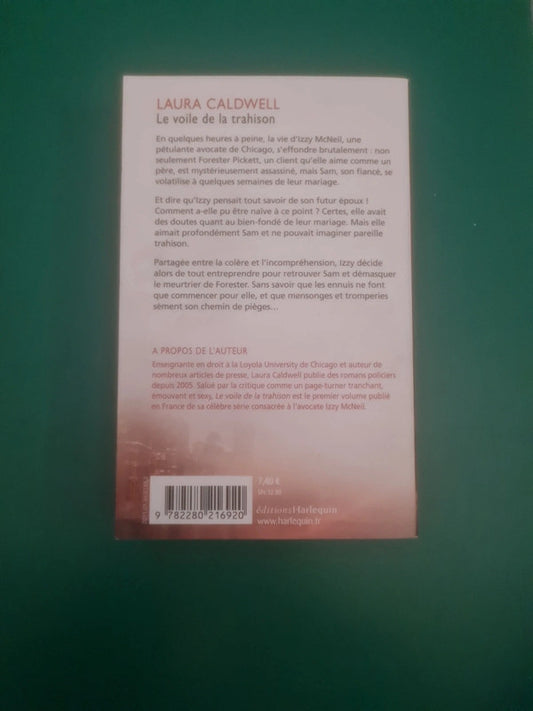 LAURA CALDWELL
Le voile de la trahison
En quelques heures à peine, la vie d'Izzy McNeil, une
pétulante avocate de Chicago, s'effondre brutalement : non
seulement Forester Pickett, un client qu'elle aime comme un
père, est mystérieusement assassiné, mais Sam, son fiancé, se
volatilise à quelques semaines de leur mariage.
Et dire qu'Izzy pensait tout savoir de son futur époux !
Comment a-elle pu être naïve à ce point ? Certes, elle avait
des doutes quant au bien-fondé de leur mariage. Mais elle
aimait profondément Sam et ne pouvait imaginer pareille
trahison.
Partagée entre la colère et l'incompréhension, Izzy décide
alors de tout entreprendre pour retrouver Sam et démasquer
le meurtrier de Forester. Sans savoir que les ennuis ne font
que commencer pour elle, et que mensonges et tromperies
sèment son chemin de pièges...
A PROPOS DE L'AUTEUR
Enseignante en droit à la Loyola University de Chicago et auteur de
nombreux articles de presse, Laura Caldwell publie des romans policiers
depuis 2005. Salué par la critique comme un page-turner tranchant,
émouvant et sexy, Le voile de la trahison est le premier volume publié
en France de sa célèbre série consacrée à l'avocate Izzy McNeil.
7,40 €
9 782280 216920
éditionsHarlequin
www.harlequin.fr